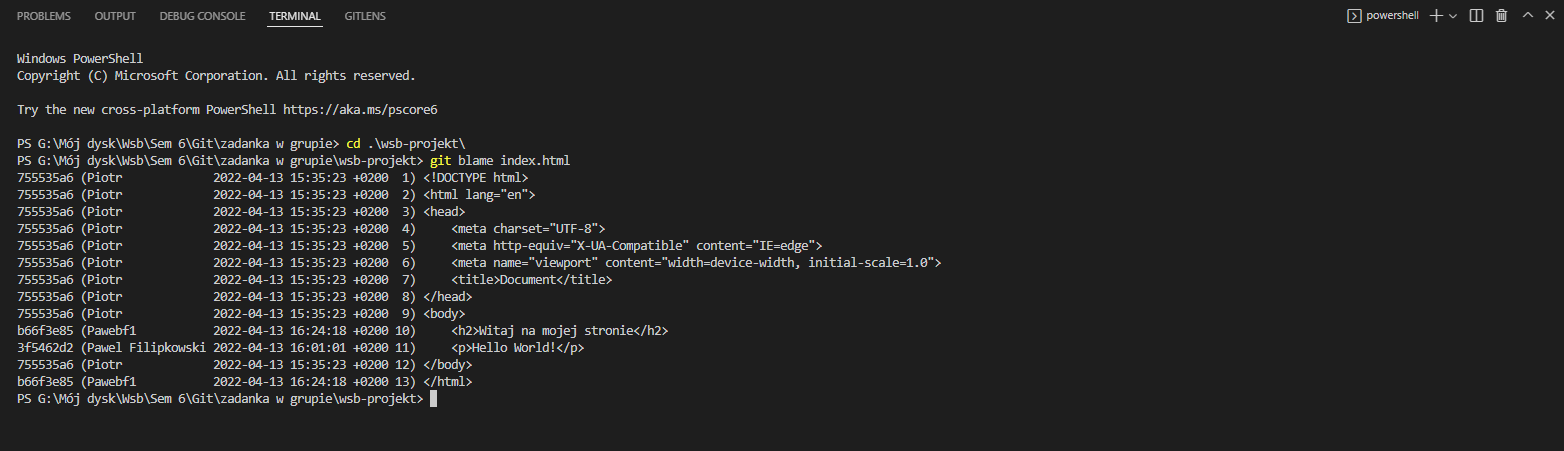 PROBLEMS OUTPUT DEBUG CONSOLE TERMINAL GITLENS powershell
Windows PowerShell
Copyright (C) Microsoft Corporation. All rights reserved.
Try the new cross-platform PowerShell https://aka.ms/pscore6
PS G:\Mój dysk\Wsb\Sem 6\Git\zadanka w grupie> cd .\wsb-projekt\
PS G:\Mój dysk\Wsb\Sem 6\Git\zadanka w grupie\wsb-projekt> git blame index.html
755535a6 (Piotr             2022-04-13 15:35:23 +0200  1) <!DOCTYPE html>
755535a6 (Piotr             2022-04-13 15:35:23 +0200  2) <html lang="en">
755535a6 (Piotr             2022-04-13 15:35:23 +0200  3) <head>
755535a6 (Piotr             2022-04-13 15:35:23 +0200  4)     <meta charset="UTF-8">
755535a6 (Piotr             2022-04-13 15:35:23 +0200  5)     <meta http-equiv="X-UA-Compatible" content="IE=edge">
755535a6 (Piotr             2022-04-13 15:35:23 +0200  6)     <meta name="viewport" content="width=device-width, initial-scale=1.0">
755535a6 (Piotr             2022-04-13 15:35:23 +0200  7)     <title>Document</title>
755535a6 (Piotr             2022-04-13 15:35:23 +0200  8) </head>
755535a6 (Piotr             2022-04-13 15:35:23 +0200  9) <body>
b66f3e85 (Pawebf1           2022-04-13 16:24:18 +0200 10)     <h2>Witaj na mojej stronie</h2>
3f5462d2 (Pawel Filipkowski 2022-04-13 16:01:01 +0200 11)     <p>Hello World!</p>
755535a6 (Piotr             2022-04-13 15:35:23 +0200 12) </body>
b66f3e85 (Pawebf1           2022-04-13 16:24:18 +0200 13) </html>
PS G:\Mój dysk\Wsb\Sem 6\Git\zadanka w grupie\wsb-projekt>